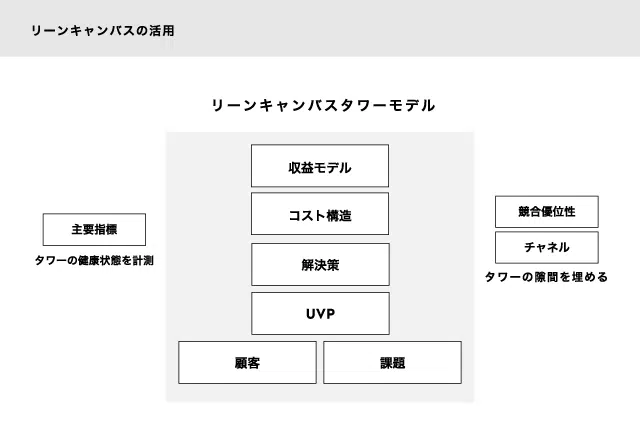 リーンキャンバスの活用
リーンキャンバスタワーモデル
収益モデル
コスト構造
解決策
UVP
顧客
課題
主要指標
タワーの健康状態を計測
競合優位性
チャネル
タワーの隙間を埋める